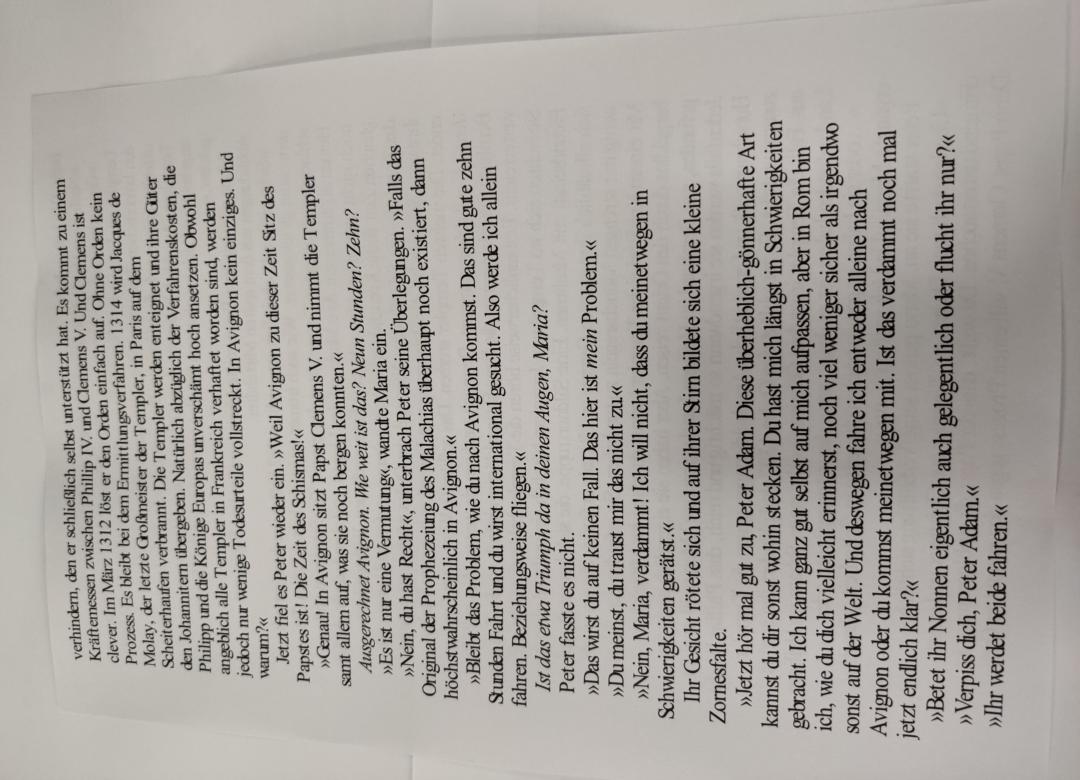 verhindern, den er schließlich selbst unterstützt hat. Es kommt zu einem
Kräftemessen zwischen Phillip IV. und Clemens V. Und Clemens ist
clever. Im März 1312 löst er den Orden einfach auf. Ohne Orden kein
Prozess. Es bleibt bei dem Ermittlungsverfahren. 1314 wird Jacques de
Molay, der letzte Großmeister der Templer, in Paris auf dem
Scheiterhaufen verbrannt. Die Templer werden enteignet und ihre Güter
den Johannitern übergeben. Natürlich abzüglich der Verfahrenskosten, die
Philipp und die Könige Europas unverschämt hoch ansetzen. Obwohl
angeblich alle Templer in Frankreich verhaftet worden sind, werden
jedoch nur wenige Todesurteile vollstreckt. In Avignon kein einziges. Und
warum?«
Jetzt fiel es Peter wieder ein. »Weil Avignon zu dieser Zeit Sitz des
Papstes ist! Die Zeit des Schismas!«
»Genau! In Avignon sitzt Papst Clemens V. und nimmt die Templer
samt allem auf, was sie noch bergen konnten.«
Ausgerechnet Avignon. Wie weit ist das? Neun Stunden? Zehn?
»Es ist nur eine Vermutung«, wandte Maria ein.
»Nein, du hast Recht«, unterbrach Peter seine Überlegungen. »Falls das
Original der Prophezeiung des Malachias überhaupt noch existiert, dann
höchstwahrscheinlich in Avignon.«
»Bleibt das Problem, wie du nach Avignon kommst. Das sind gute zehn
Stunden Fahrt und du wirst international gesucht. Also werde ich allein
fahren. Beziehungsweise fliegen.«
Ist das etwa Triumph da in deinen Augen, Maria?
Peter fasste es nicht.
»Das wirst du auf keinen Fall. Das hier ist mein Problem.«
»Du meinst, du traust mir das nicht zu.«
»Nein, Maria, verdammt! Ich will nicht, dass du meinetwegen in
Schwierigkeiten gerätst.«
Ihr Gesicht rötete sich und auf ihrer Stirn bildete sich eine kleine
Zornesfalte.
»Jetzt hör mal gut zu, Peter Adam. Diese überheblich-gönnerhafte Art
kannst du dir sonst wohin stecken. Du hast mich längst in Schwierigkeiten
gebracht. Ich kann ganz gut selbst auf mich aufpassen, aber in Rom bin
ich, wie du dich vielleicht erinnerst, noch viel weniger sicher als irgendwo
sonst auf der Welt. Und deswegen fahre ich entweder alleine nach
Avignon oder du kommst meinetwegen mit. Ist das verdammt noch mal
jetzt endlich klar?«
»Betet ihr Nonnen eigentlich auch gelegentlich oder flucht ihr nur?«
»Verpiss dich, Peter Adam.«
»Ihr werdet beide fahren.«